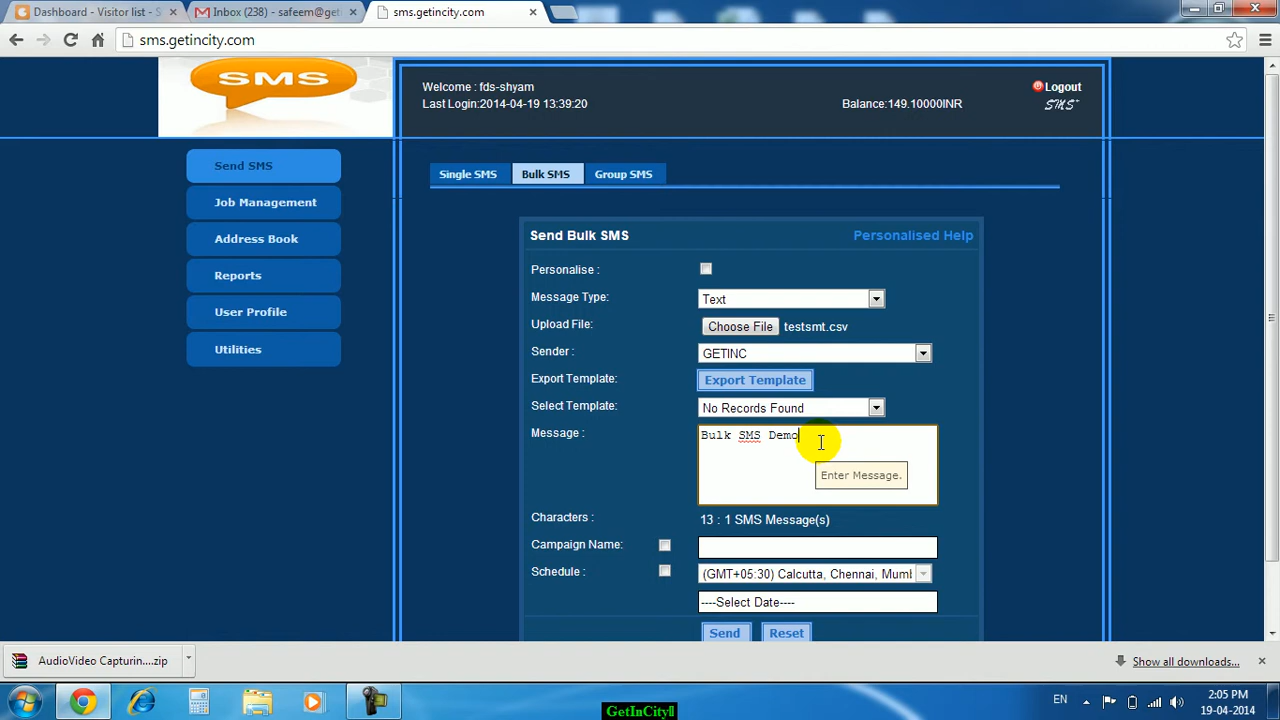 Dashboard - Visitor list - S
Inbox (238) - safeem@get
sms.getincity.com
sms.getincity.com
SMS
Welcome : fds-shyam
Last Login:2014-04-19 13:39:20
Balance:149.10000INR
Logout
SMS+
Send SMS
Job Management
Address Book
Reports
User Profile
Utilities
Single SMS
Bulk SMS
Group SMS
Send Bulk SMS
Personalised Help
Personalise :
Message Type:
Text
Upload File:
Choose File
testsmt.csv
Sender :
GETINC
Export Template:
Export Template
Select Template:
No Records Found
Message :
Bulk SMS Demo
Enter Message.
Characters :
13 : 1 SMS Message(s)
Campaign Name:
Schedule :
(GMT+05:30) Calcutta, Chennai, Mumb
----Select Date----
Send
Reset
AudioVideo Capturin....zip
Show all downloads...
EN
2:05 PM
19-04-2014
GetInCity